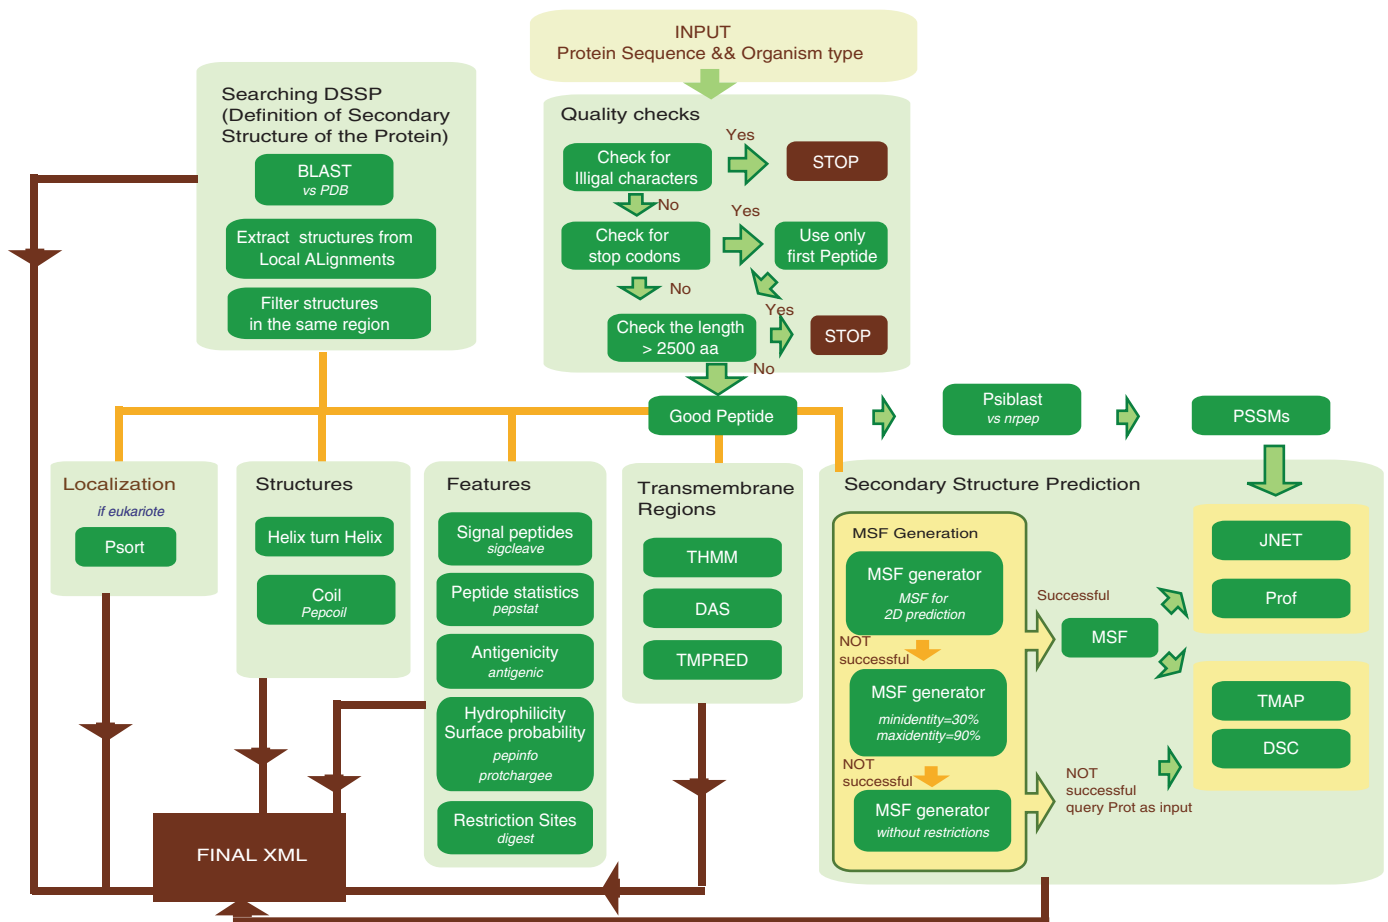 INPUT
Protein Sequence && Organism type
Searching DSSP
(Definition of Secondary
Structure of the Protein)
BLAST
vs PDB
Extract structures from
Local ALignments
Filter structures
in the same region
Quality checks
Check for
Illigal characters
Yes
STOP
No
Check for
stop codons
Yes
Use only
first Peptide
No
Yes
Check the length
> 2500 aa
STOP
No
Good Peptide
Psiblast
vs nrpep
PSSMs
Localization
if eukariote
Psort
Structures
Helix turn Helix
Coil
Pepcoil
Features
Signal peptides
sigcleave
Peptide statistics
pepstat
Antigenicity
antigenic
Hydrophilicity
Surface probability
pepinfo
protchargee
Restriction Sites
digest
Transmembrane
Regions
THMM
DAS
TMPRED
Secondary Structure Prediction
MSF Generation
MSF generator
MSF for
2D prediction
NOT
successful
MSF generator
minidentity=30%
maxidentity=90%
NOT
successful
MSF generator
without restrictions
Successful
MSF
NOT
successful
query Prot as input
JNET
Prof
TMAP
DSC
FINAL XML